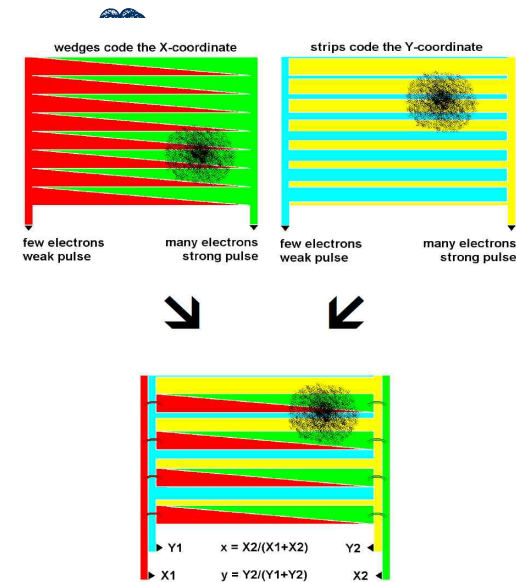 wedges code the X-coordinate
strips code the Y-coordinate
few electrons
weak pulse
many electrons
strong pulse
few electrons
weak pulse
many electrons
strong pulse
Y1 x = X2/(X1+X2) Y2
X1 y = Y2/(Y1+Y2) X2